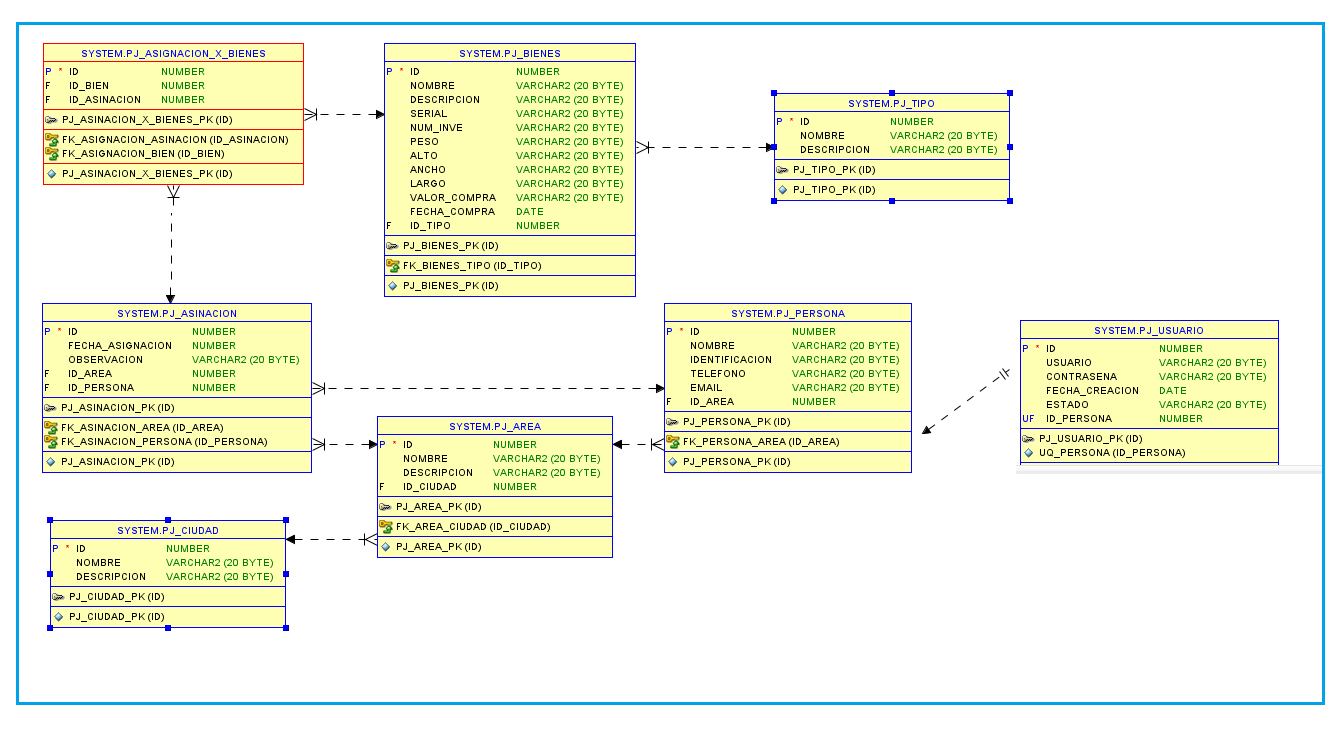 SYSTEM.PJ_ASIGNACION_X_BIENES
P * ID NUMBER
F ID_BIEN NUMBER
F ID_ASINACION NUMBER
PJ_ASINACION_X_BIENES_PK (ID)
FK_ASIGNACION_ASINACION (ID_ASINACION)
FK_ASIGNACION_BIEN (ID_BIEN)
PJ_ASINACION_X_BIENES_PK (ID)
SYSTEM.PJ_BIENES
P * ID NUMBER
NOMBRE VARCHAR2 (20 BYTE)
DESCRIPCION VARCHAR2 (20 BYTE)
SERIAL VARCHAR2 (20 BYTE)
NUM_INVE VARCHAR2 (20 BYTE)
PESO VARCHAR2 (20 BYTE)
ALTO VARCHAR2 (20 BYTE)
ANCHO VARCHAR2 (20 BYTE)
LARGO VARCHAR2 (20 BYTE)
VALOR_COMPRA VARCHAR2 (20 BYTE)
FECHA_COMPRA DATE
F ID_TIPO NUMBER
PJ_BIENES_PK (ID)
FK_BIENES_TIPO (ID_TIPO)
PJ_BIENES_PK (ID)
SYSTEM.PJ_TIPO
P * ID NUMBER
NOMBRE VARCHAR2 (20 BYTE)
DESCRIPCION VARCHAR2 (20 BYTE)
PJ_TIPO_PK (ID)
PJ_TIPO_PK (ID)
SYSTEM.PJ_ASINACION
P * ID NUMBER
FECHA_ASIGNACION NUMBER
OBSERVACION VARCHAR2 (20 BYTE)
F ID_AREA NUMBER
F ID_PERSONA NUMBER
PJ_ASINACION_PK (ID)
FK_ASINACION_AREA (ID_AREA)
FK_ASINACION_PERSONA (ID_PERSONA)
PJ_ASINACION_PK (ID)
SYSTEM.PJ_PERSONA
P * ID NUMBER
NOMBRE VARCHAR2 (20 BYTE)
IDENTIFICACION VARCHAR2 (20 BYTE)
TELEFONO VARCHAR2 (20 BYTE)
EMAIL VARCHAR2 (20 BYTE)
F ID_AREA NUMBER
PJ_PERSONA_PK (ID)
FK_PERSONA_AREA (ID_AREA)
PJ_PERSONA_PK (ID)
SYSTEM.PJ_USUARIO
P * ID NUMBER
USUARIO VARCHAR2 (20 BYTE)
CONTRASENA VARCHAR2 (20 BYTE)
FECHA_CREACION DATE
ESTADO VARCHAR2 (20 BYTE)
UF ID_PERSONA NUMBER
PJ_USUARIO_PK (ID)
UQ_PERSONA (ID_PERSONA)
SYSTEM.PJ_AREA
P * ID NUMBER
NOMBRE VARCHAR2 (20 BYTE)
DESCRIPCION VARCHAR2 (20 BYTE)
F ID_CIUDAD NUMBER
PJ_AREA_PK (ID)
FK_AREA_CIUDAD (ID_CIUDAD)
PJ_AREA_PK (ID)
SYSTEM.PJ_CIUDAD
P * ID NUMBER
NOMBRE VARCHAR2 (20 BYTE)
DESCRIPCION VARCHAR2 (20 BYTE)
PJ_CIUDAD_PK (ID)
PJ_CIUDAD_PK (ID)